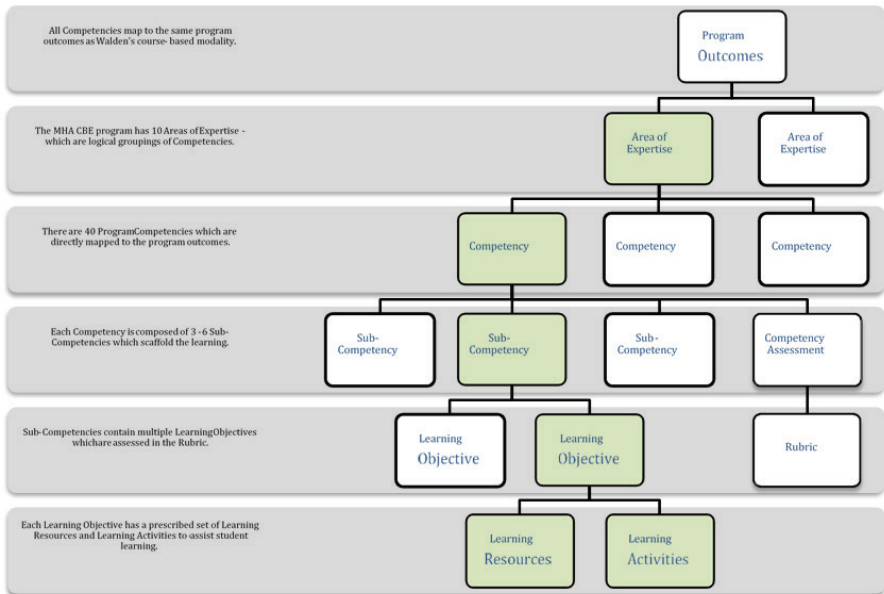 All Competencies map to the same program
outcomes as Walden's course- based modality.
Program
Outcomes
The MHA CBE program has 10 Areas of Expertise -
which are logical groupings of Competencies.
Area of
Expertise
Area of
Expertise
There are 40 ProgramCompetencies which are
directly mapped to the program outcomes.
Competency
Competency
Competency
Each Competency is composed of 3 -6 Sub-
Competencies which scaffold the learning.
Sub-
Competency
Sub-
Competency
Sub-
Competency
Competency
Assessment
Sub-Competencies contain multiple LearningObjectives
whichare assessed in the Rubric.
Learning
Objective
Learning
Objective
Rubric
Each Learning Objective has a prescribed set of Learning
Resources and Learning Activities to assist student
learning.
Learning
Resources
Learning
Activities